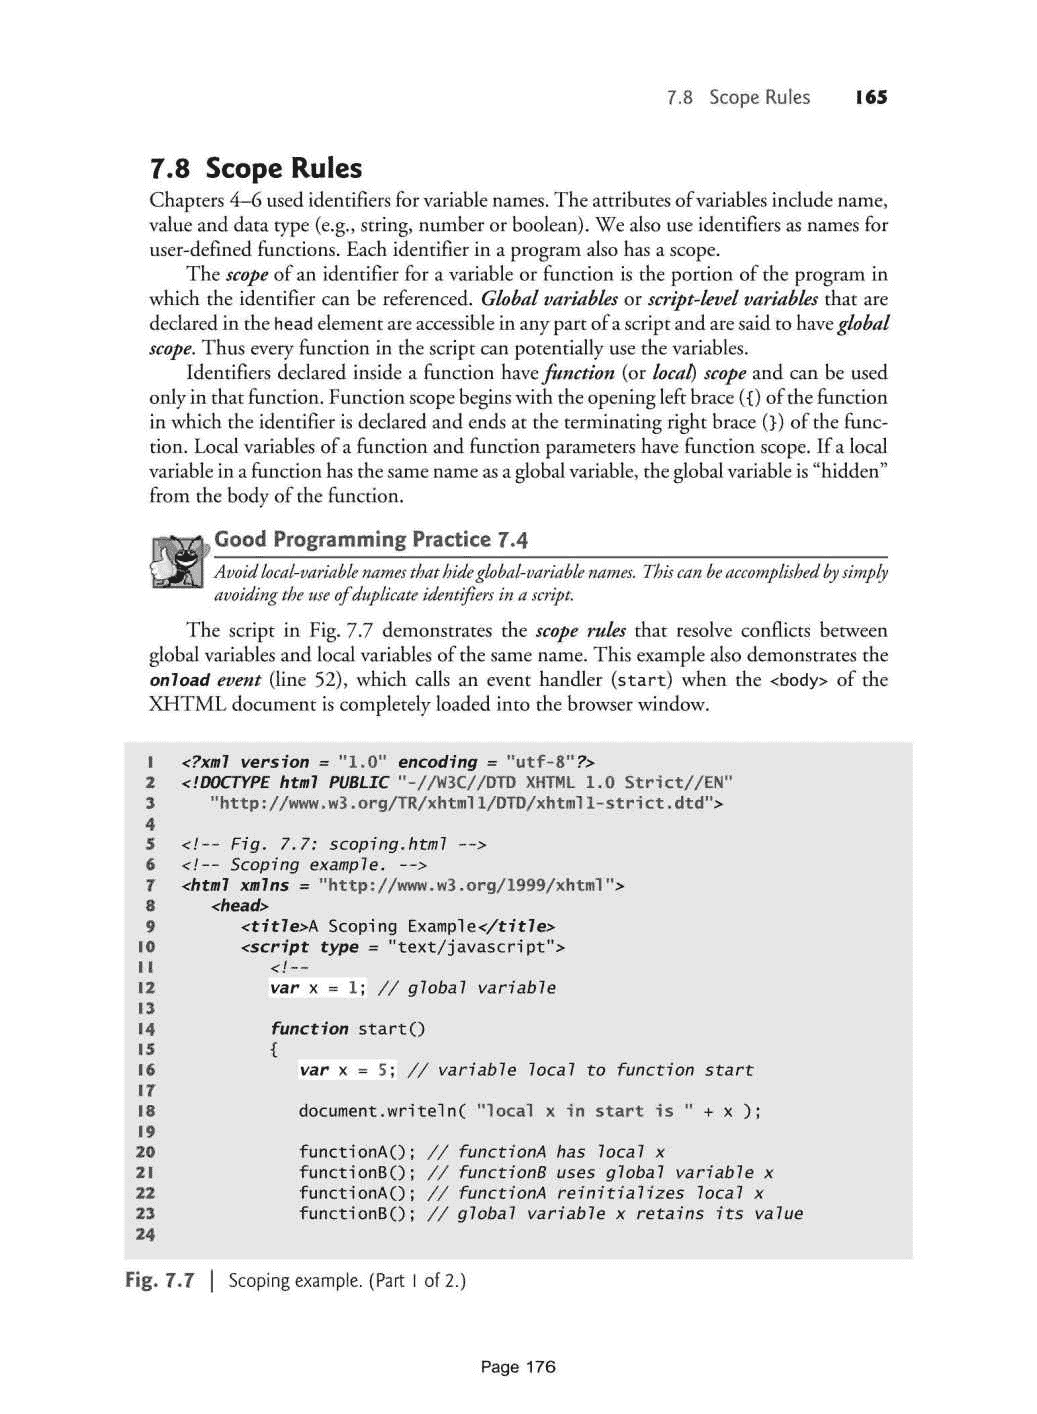 7.8 Scope Rules 165
7.8 Scope Rules
Chapters 4–6 used identifiers for variable names. The attributes of variables include name,
value and data type (e.g., string, number or boolean). We also use identifiers as names for
user-defined functions. Each identifier in a program also has a scope.
The scope of an identifier for a variable or function is the portion of the program in
which the identifier can be referenced. Global variables or script-level variables that are
declared in the head element are accessible in any part of a script and are said to have global
scope. Thus every function in the script can potentially use the variables.
Identifiers declared inside a function have function (or local) scope and can be used
only in that function. Function scope begins with the opening left brace ({) of the function
in which the identifier is declared and ends at the terminating right brace (}) of the func-
tion. Local variables of a function and function parameters have function scope. If a local
variable in a function has the same name as a global variable, the global variable is “hidden”
from the body of the function.
Good Programming Practice 7.4
Avoid local-variable names that hide global-variable names. This can be accomplished by simply
avoiding the use of duplicate identifiers in a script.
The script in Fig. 7.7 demonstrates the scope rules that resolve conflicts between
global variables and local variables of the same name. This example also demonstrates the
onload event (line 52), which calls an event handler (start) when the <body> of the
XHTML document is completely loaded into the browser window.
1 <?xml version = "1.0" encoding = "utf-8"?>
2 <!DOCTYPE html PUBLIC "-//W3C//DTD XHTML 1.0 Strict//EN"
3 "http://www.w3.org/TR/xhtml1/DTD/xhtml1-strict.dtd">
4
5 <!-- Fig. 7.7: scoping.html -->
6 <!-- Scoping example. -->
7 <html xmlns = "http://www.w3.org/1999/xhtml">
8 <head>
9 <title>A Scoping Example</title>
10 <script type = "text/javascript">
11 <!--
12 var x = 1; // global variable
13
14 function start()
15 {
16 var x = 5; // variable local to function start
17
18 document.writeln( "local x in start is " + x );
19
20 functionA(); // functionA has local x
21 functionB(); // functionB uses global variable x
22 functionA(); // functionA reinitializes local x
23 functionB(); // global variable x retains its value
24
Fig. 7.7 | Scoping example. (Part 1 of 2.)
Page 176